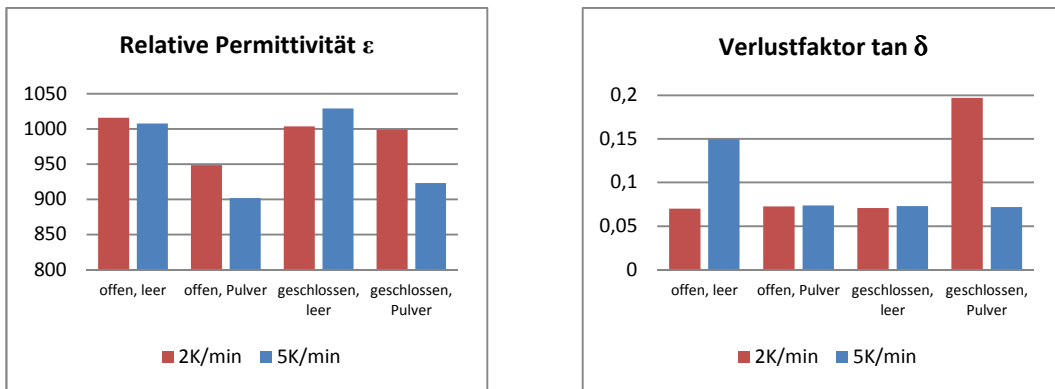 Relative Permittivität ε
1050
1000
950
900
850
800
offen, leer offen, Pulver geschlossen, leer geschlossen, Pulver
2K/min 5K/min
Verlustfaktor tan δ
0,2
0,15
0,1
0,05
0
offen, leer offen, Pulver geschlossen, leer geschlossen, Pulver
2K/min 5K/min